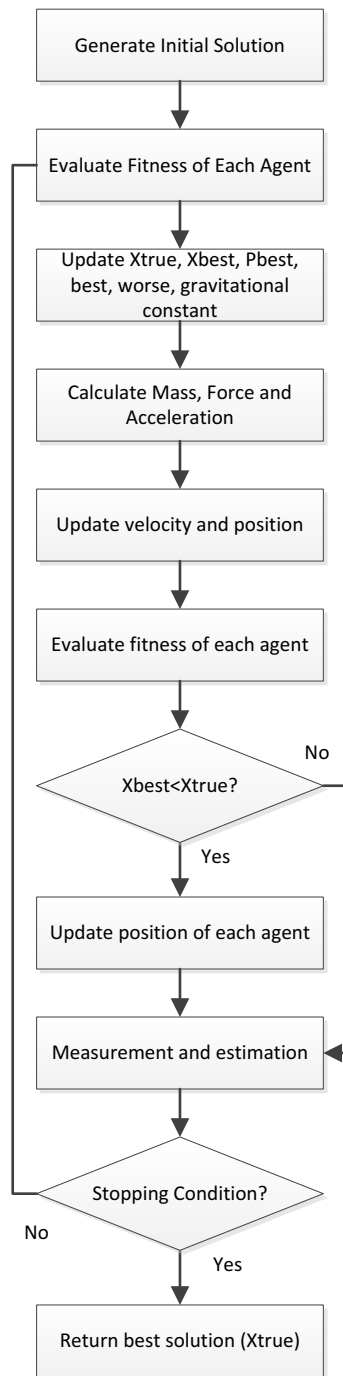 Generate Initial Solution
Evaluate Fitness of Each Agent
Update Xtrue, Xbest, Pbest,
best, worse, gravitational
constant
Calculate Mass, Force and
Acceleration
Update velocity and position
Evaluate fitness of each agent
No
Xbest<Xtrue?
Yes
Update position of each agent
Measurement and estimation
Stopping Condition?
No
Yes
Return best solution (Xtrue)